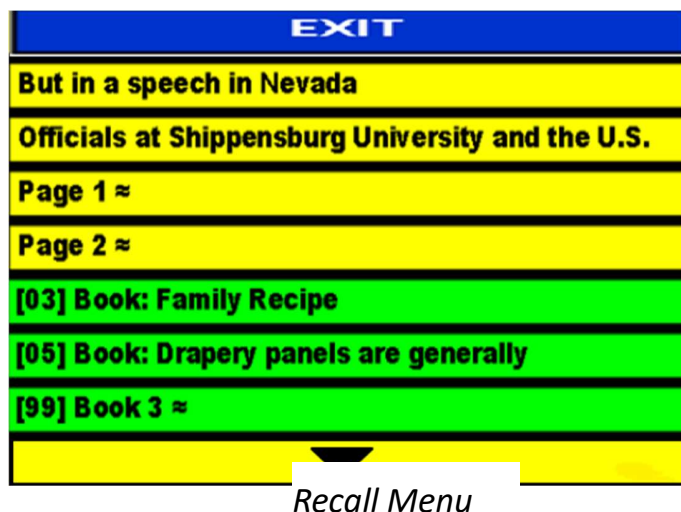 EXIT
But in a speech in Nevada
Officials at Shippensburg University and the U.S.
Page 1 ≈
Page 2 ≈
[03] Book: Family Recipe
[05] Book: Drapery panels are generally
[99] Book 3 ≈
Recall Menu